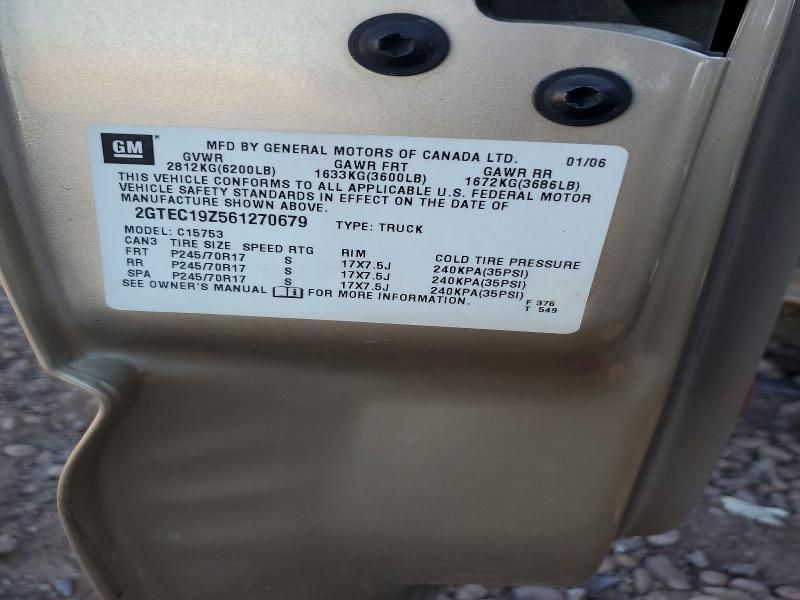 GM MFD BY GENERAL MOTORS OF CANADA LTD. 01/06
GVWR GAWR FRT GAWR RR
2812KG(6200LB) 1633KG(3600LB) 1672KG(3686LB)
THIS VEHICLE CONFORMS TO ALL APPLICABLE U.S. FEDERAL MOTOR
VEHICLE SAFETY STANDARDS IN EFFECT ON THE DATE OF
MANUFACTURE SHOWN ABOVE.
2GTEC19Z561270679 TYPE: TRUCK
MODEL: C15753
CAN3 TIRE SIZE SPEED RTG RIM COLD TIRE PRESSURE
FRT P245/70R17 S 17X7.5J 240KPA(35PSI)
RR P245/70R17 S 17X7.5J 240KPA(35PSI)
SPA P245/70R17 S 17X7.5J 240KPA(35PSI)
SEE OWNER'S MANUAL FOR MORE INFORMATION.
F 376
T 549